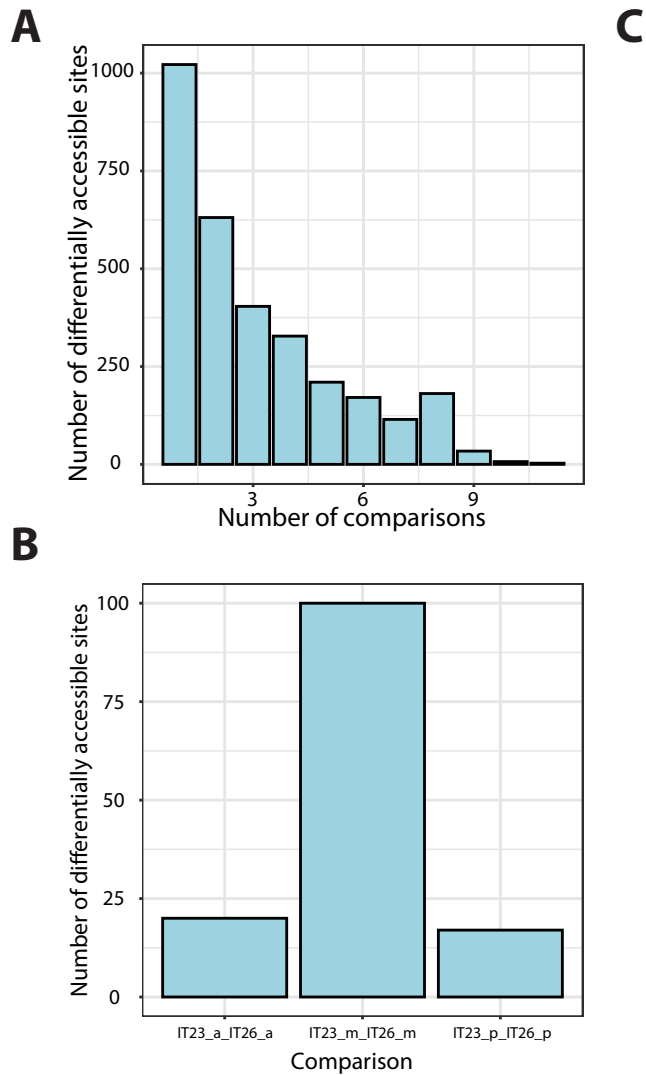 A
C
Number of differentially accessible sites
1000
750
500
250
0
3 6 9
Number of comparisons
B
Number of differentially accessible sites
100
75
50
25
0
IT23_a_IT26_a IT23_m_IT26_m IT23_p_IT26_p
Comparison